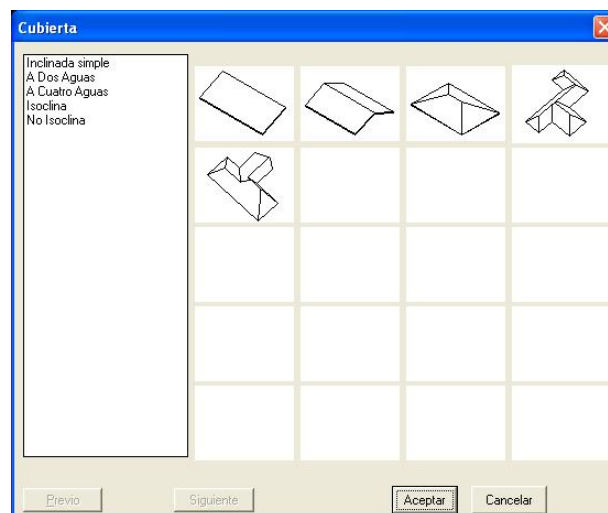 Cubierta
Inclinada simple
A Dos Aguas
A Cuatro Aguas
Isoclina
No Isoclina
Previo
Siguiente
Aceptar
Cancelar